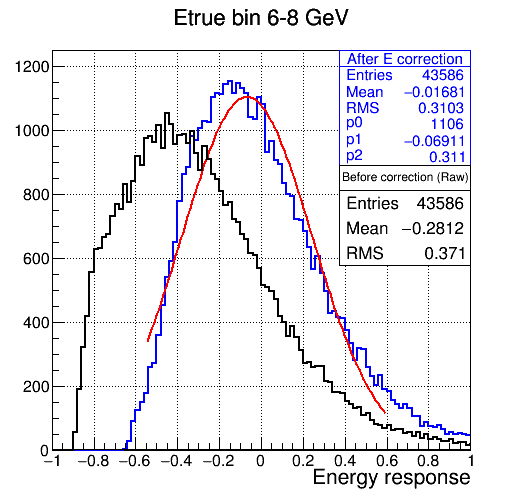 Etrue bin 6-8 GeV
After E correction
Entries 43586
Mean −0.01681
RMS 0.3103
p0 1106
p1 −0.06911
p2 0.311
Before correction (Raw)
Entries 43586
Mean −0.2812
RMS 0.371
1200
1000
800
600
400
200
0
−1 −0.8 −0.6 −0.4 −0.2 0 0.2 0.4 0.6 0.8 1
Energy response